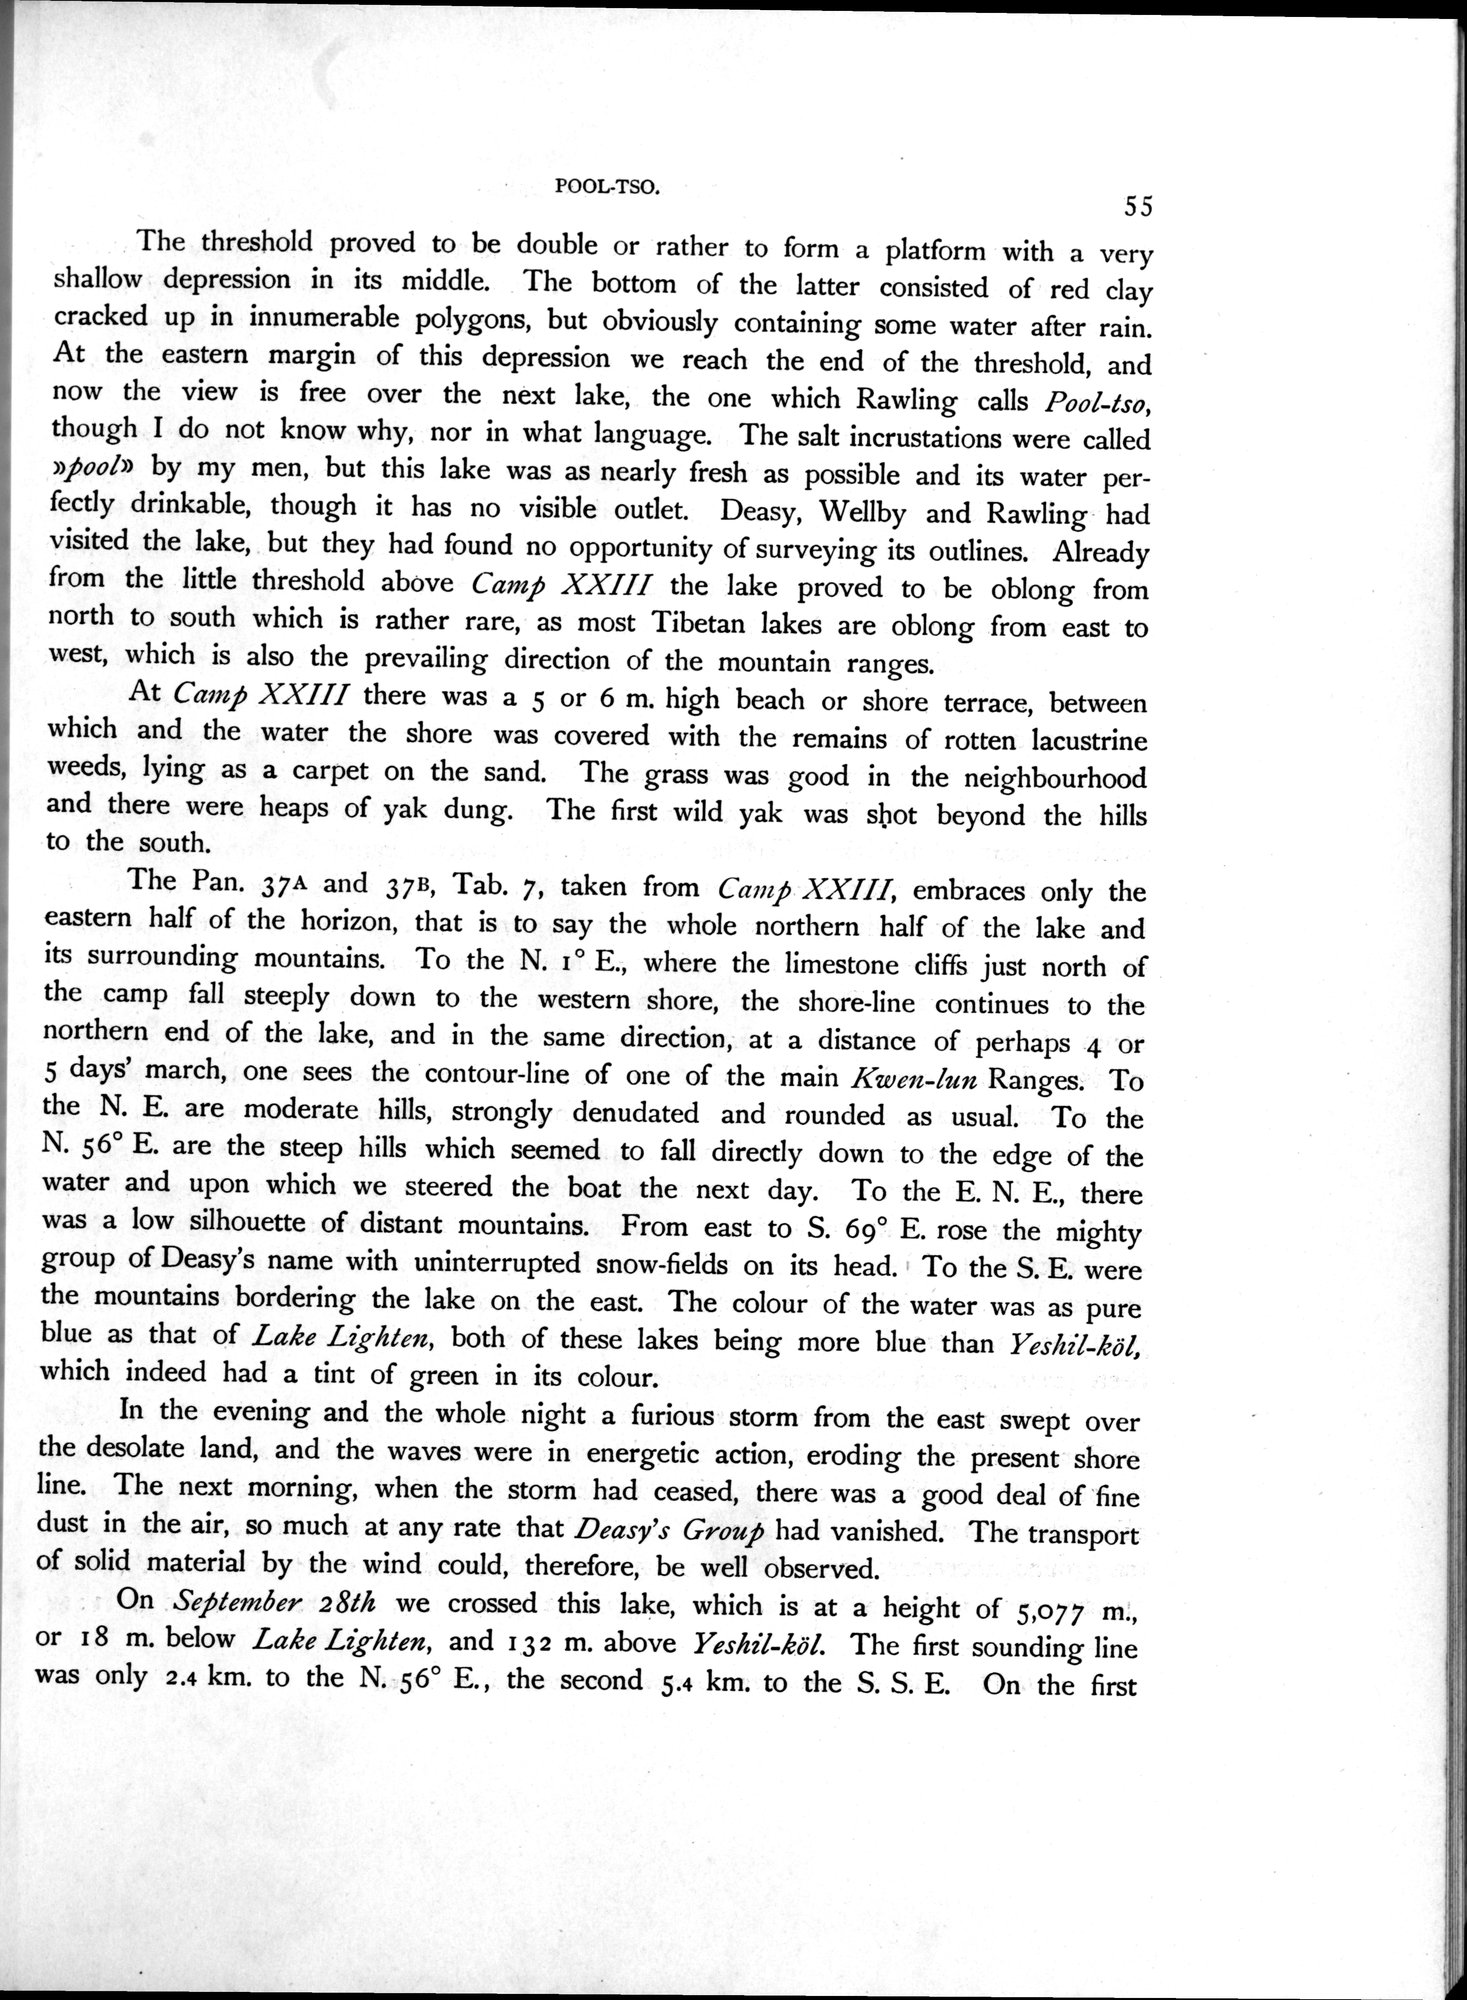 POOL-TSO.
55
The threshold proved to be double or rather to form a platform with a very
shallow depression in its middle. The bottom of the latter consisted of red clay
cracked up in innumerable polygons, but obviously containing some water after rain.
At the eastern margin of this depression we reach the end of the threshold, and
now the view is free over the next lake, the one which Rawling calls Pool-tso,
though I do not know why, nor in what language. The salt incrustations were called
»pool» by my men, but this lake was as nearly fresh as possible and its water per-
fectly drinkable, though it has no visible outlet. Deasy, Wellby and Rawling had
visited the lake, but they had found no opportunity of surveying its outlines. Already
from the little threshold above Camp XXIII the lake proved to be oblong from
north to south which is rather rare, as most Tibetan lakes are oblong from east to
west, which is also the prevailing direction of the mountain ranges.
At Camp XXIII there was a 5 or 6 m. high beach or shore terrace, between
which and the water the shore was covered with the remains of rotten lacustrine
weeds, lying as a carpet on the sand. The grass was good in the neighbourhood
and there were heaps of yak dung. The first wild yak was shot beyond the hills
to the south.
The Pan. 37A and 37B, Tab. 7, taken from Camp XXIII, embraces only the
eastern half of the horizon, that is to say the whole northern half of the lake and
its surrounding mountains. To the N. 1° E., where the limestone cliffs just north of
the camp fall steeply down to the western shore, the shore-line continues to the
northern end of the lake, and in the same direction, at a distance of perhaps 4 or
5 days' march, one sees the contour-line of one of the main Kwen-lun Ranges. To
the N. E. are moderate hills, strongly denudated and rounded as usual. To the
N. 56° E. are the steep hills which seemed to fall directly down to the edge of the
water and upon which we steered the boat the next day. To the E. N. E., there
was a low silhouette of distant mountains. From east to S. 69° E. rose the mighty
group of Deasy's name with uninterrupted snow-fields on its head. To the S. E. were
the mountains bordering the lake on the east. The colour of the water was as pure
blue as that of Lake Lighten, both of these lakes being more blue than Yeshil-köl,
which indeed had a tint of green in its colour.
In the evening and the whole night a furious storm from the east swept over
the desolate land, and the waves were in energetic action, eroding the present shore
line. The next morning, when the storm had ceased, there was a good deal of fine
dust in the air, so much at any rate that Deasy's Group had vanished. The transport
of solid material by the wind could, therefore, be well observed.
On September 28th we crossed this lake, which is at a height of 5,077 m.,
or 18 m. below Lake Lighten, and 132 m. above Yeshil-köl. The first sounding line
was only 2.4 km. to the N. 56° E., the second 5.4 km. to the S. S. E. On the first